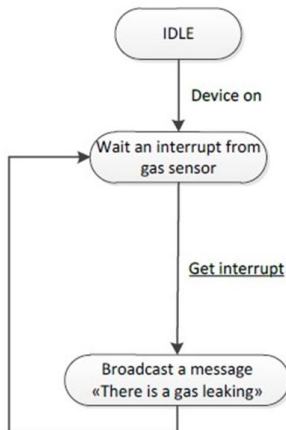 IDLE
Device on
Wait an interrupt from
gas sensor
Get interrupt
Broadcast a message
«There is a gas leaking»